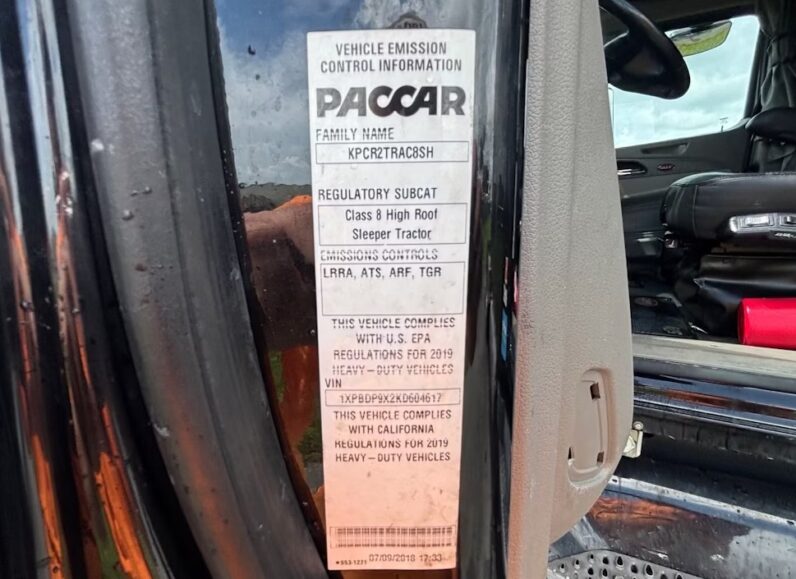 VEHICLE EMISSION
CONTROL INFORMATION
PACCAR
FAMILY NAME
KPCR2TRAC8SH
REGULATORY SUBCAT
Class 8 High Roof
Sleeper Tractor
EMISSIONS CONTROLS
LRRA, ATS, ARF, TGR
THIS VEHICLE COMPLIES
WITH U.S. EPA
REGULATIONS FOR 2019
HEAVY-DUTY VEHICLES
VIN
1XPBDP9X2KD604617
THIS VEHICLE COMPLIES
WITH CALIFORNIA
REGULATIONS FOR 2019
HEAVY-DUTY VEHICLES
*S53-1271 07/09/2018 17:33